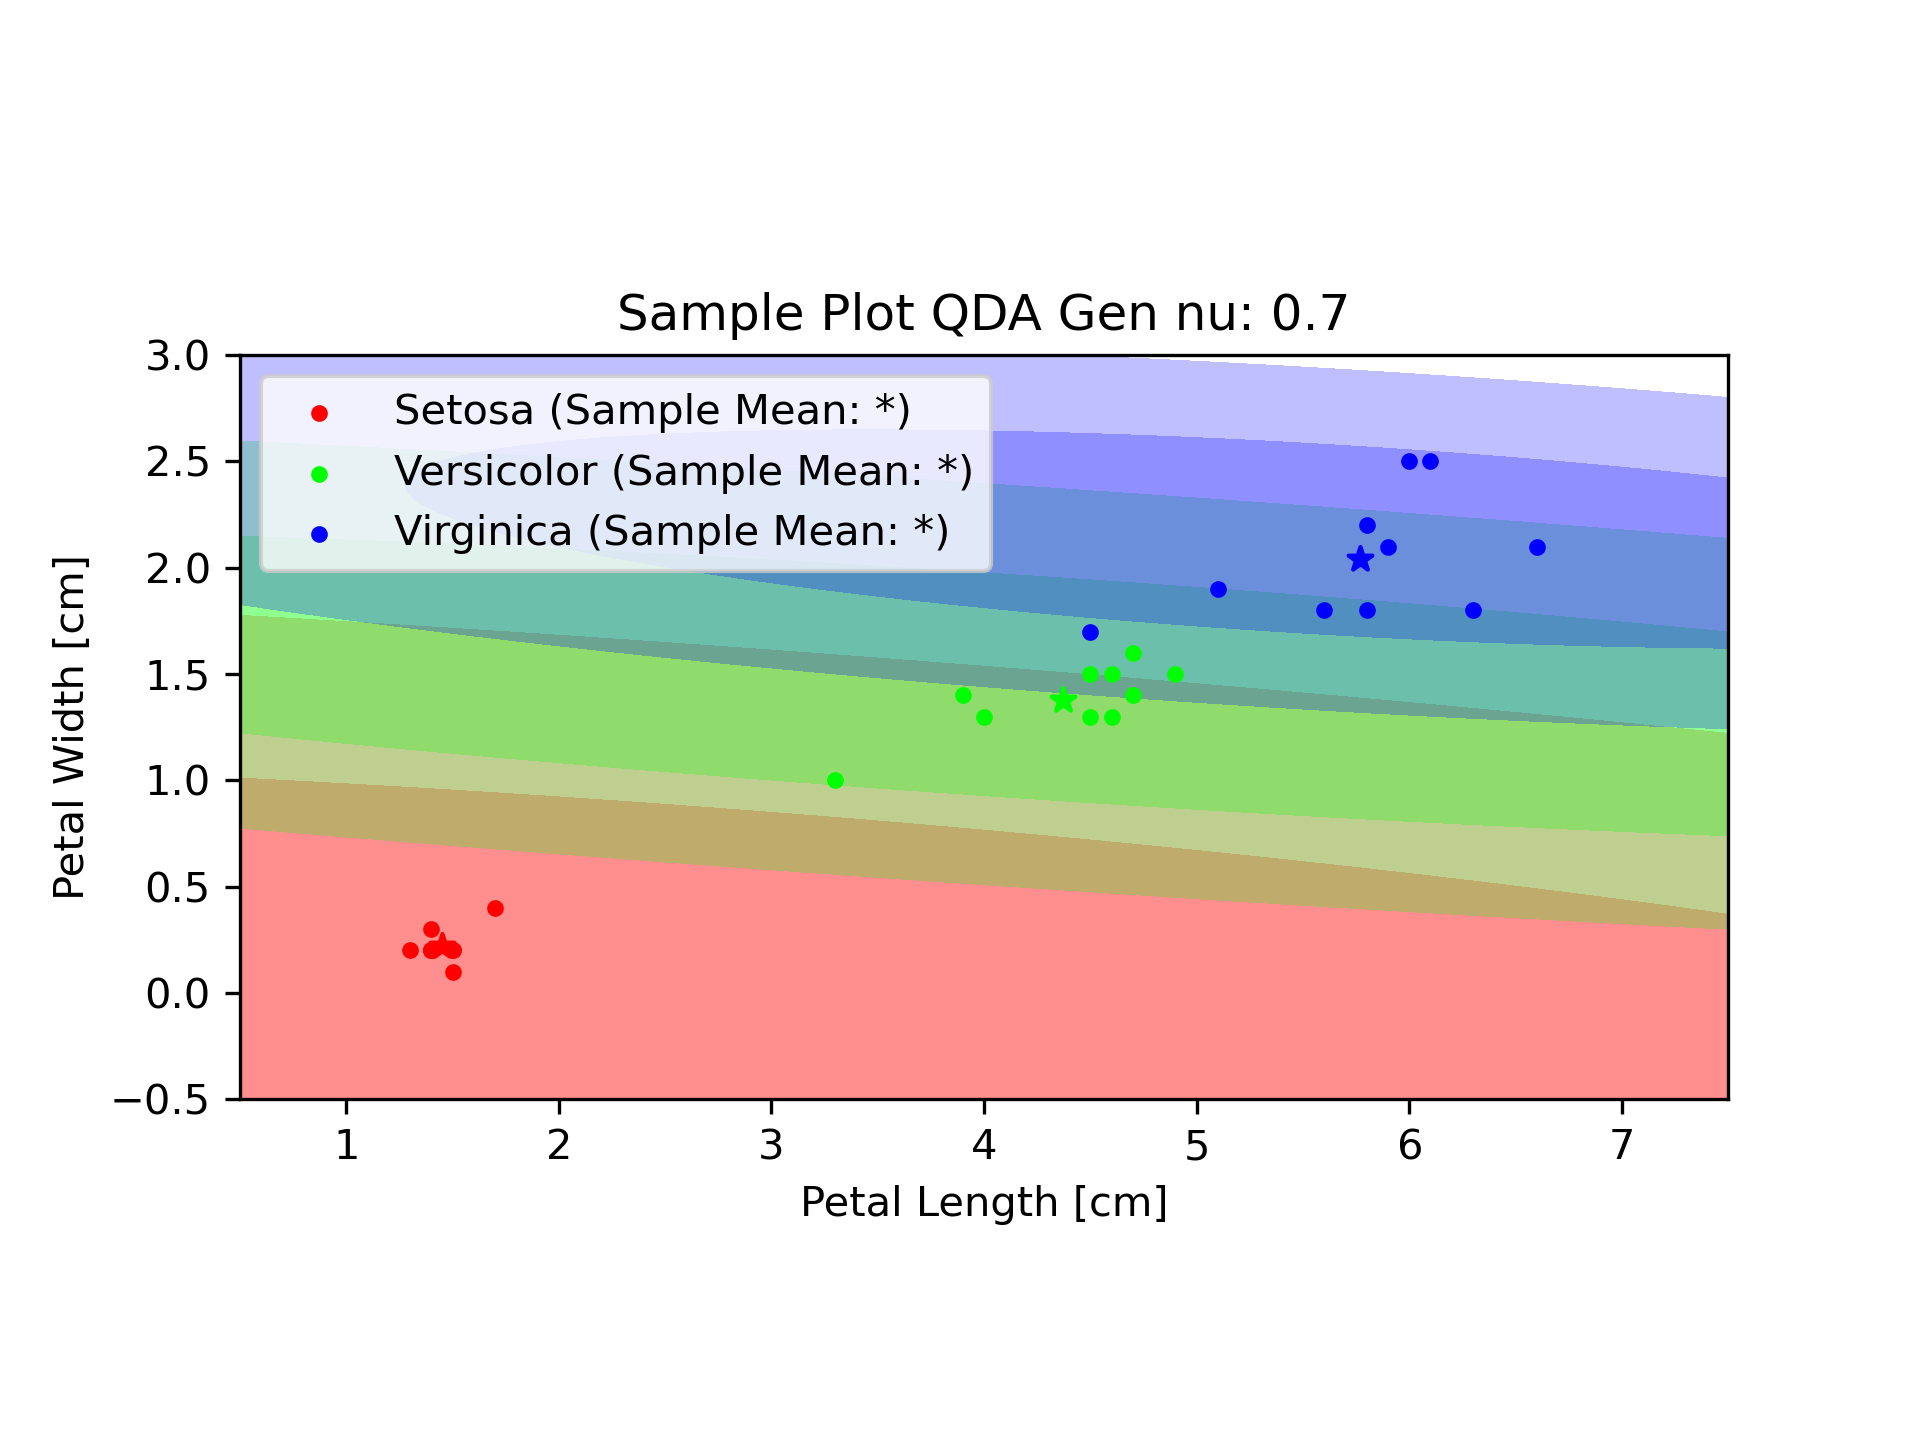 Sample Plot QDA Gen nu: 0.7
3.0
2.5
2.0
1.5
1.0
0.5
0.0
−0.5
Petal Width [cm]
Setosa (Sample Mean: *)
Versicolor (Sample Mean: *)
Virginica (Sample Mean: *)
1 2 3 4 5 6 7
Petal Length [cm]